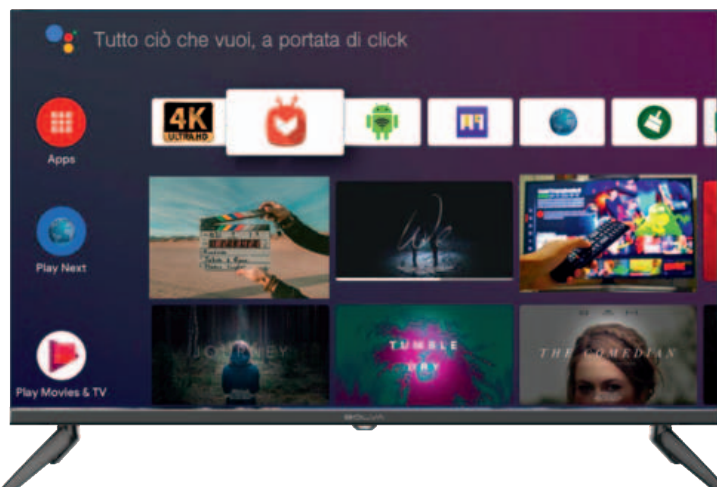 Tutto ciò che vuoi, a portata di click
4K
ULTRA HD
Apps
Play Next
Play Movies & TV
JOURNEY
TUMBLE
DRY
THE COMEDIAN
BOLVA